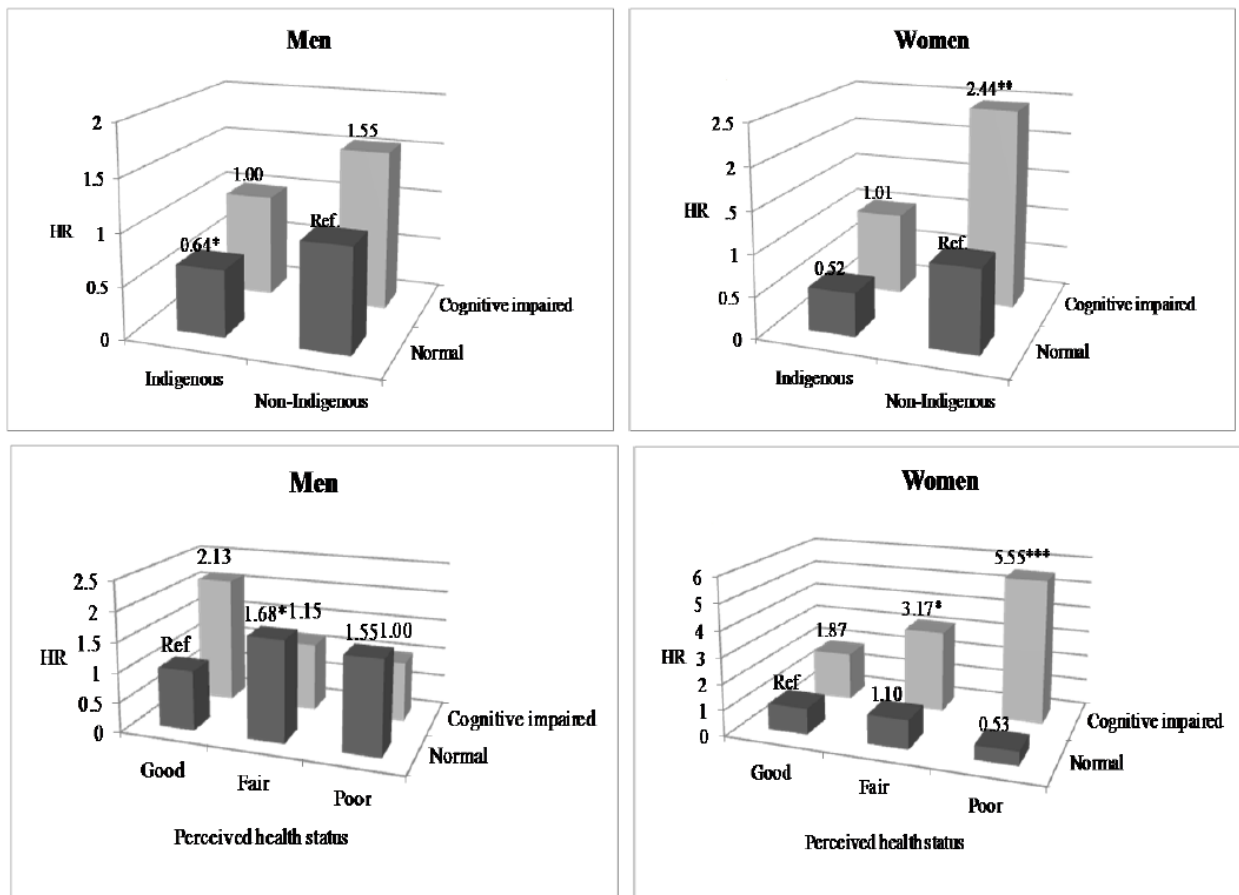 Men
2
1.5
1
0.5
0
HR
0.64*
1.00
Ref.
1.55
Cognitive impaired
Normal
Indigenous
Non-Indigenous
Women
2.5
2
.5
1
0.5
0
HR
0.52
1.01
Ref.
2.44**
Cognitive impaired
Normal
Indigenous
Non-Indigenous
Men
2.5
2
1.5
1
0.5
0
HR
Ref
2.13
1.68*
1.15
1.55
1.00
Cognitive impaired
Normal
Good
Fair
Poor
Perceived health status
Women
6
5
4
3
2
1
0
HR
Ref
1.87
1.10
3.17*
0.53
5.55***
Cognitive impaired
Normal
Good
Fair
Poor
Perceived health status